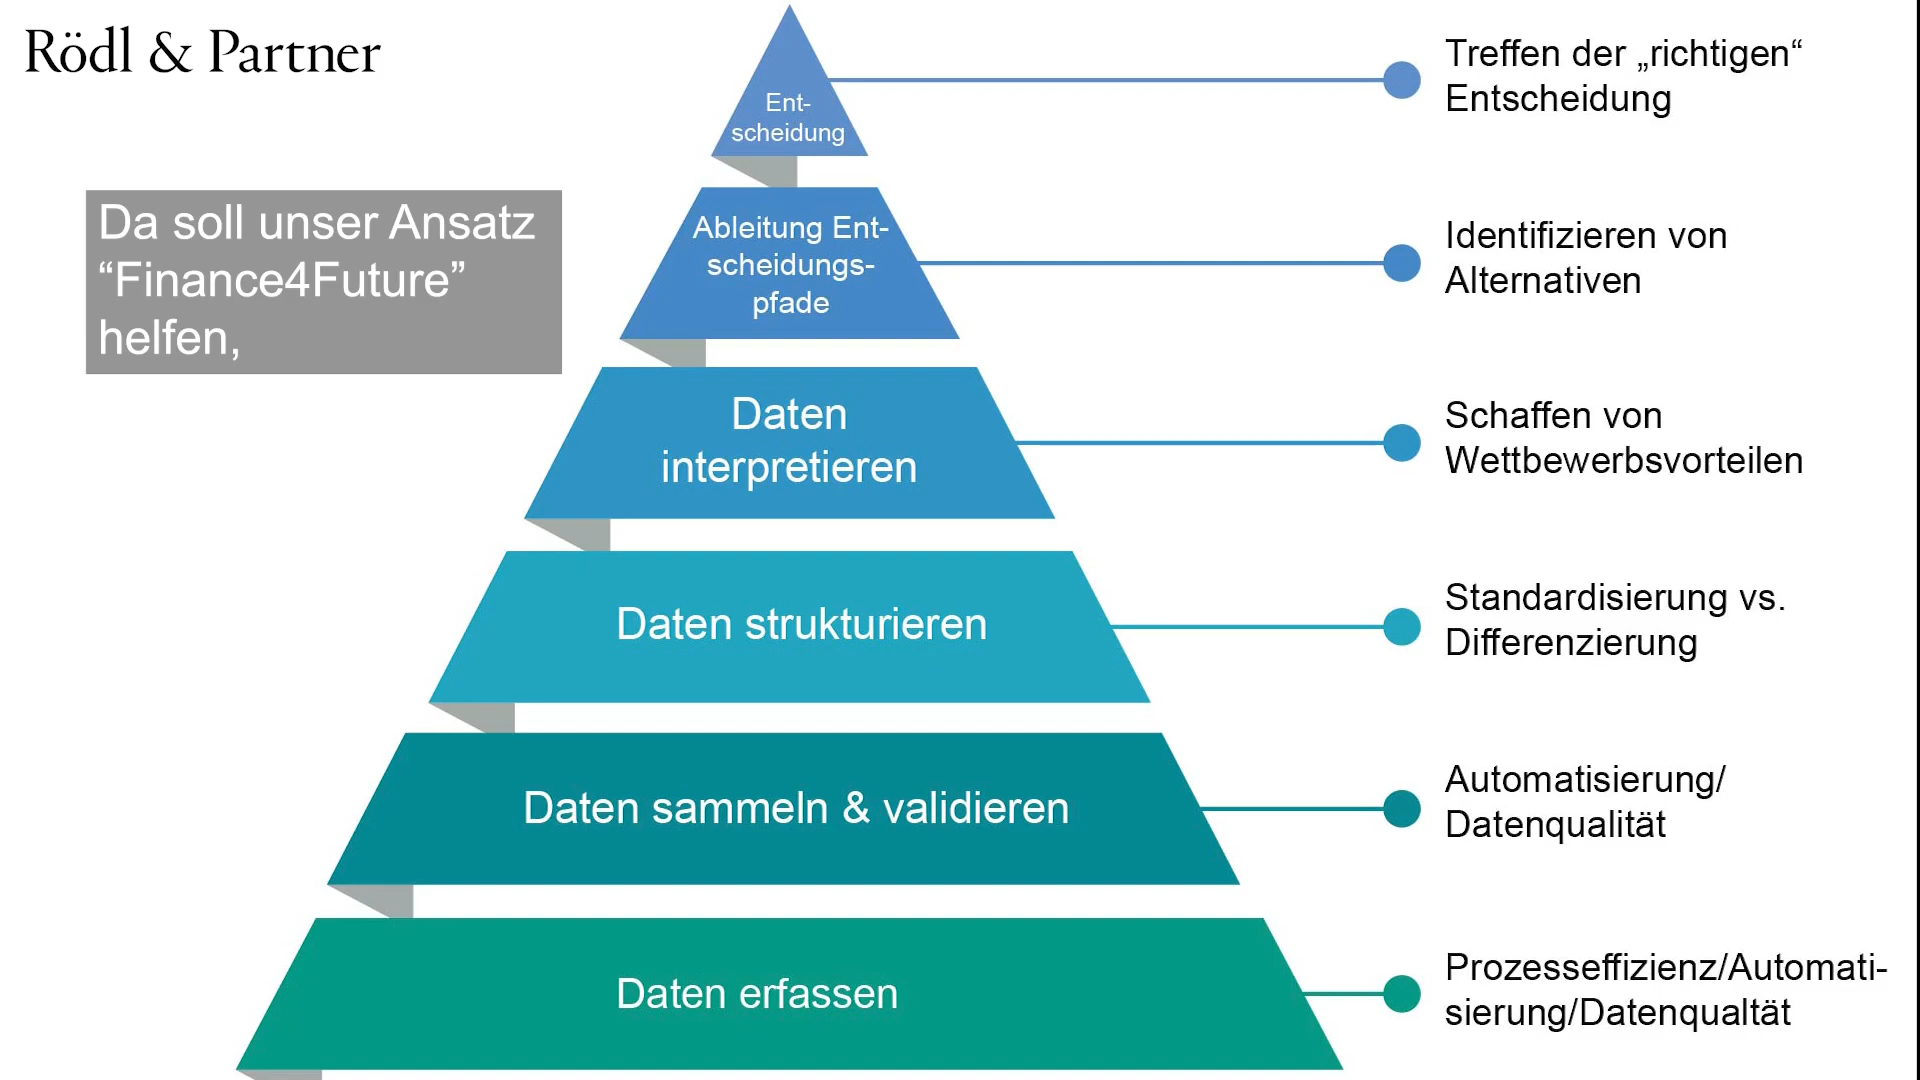 Rödl & Partner
Da soll unser Ansatz
“Finance4Future”
helfen,
Ent-
scheidung
Treffen der „richtigen“
Entscheidung
Ableitung Ent-
scheidungs-
pfade
Identifizieren von
Alternativen
Daten
interpretieren
Schaffen von
Wettbewerbsvorteilen
Daten strukturieren
Standardisierung vs.
Differenzierung
Daten sammeln & validieren
Automatisierung/
Datenqualität
Daten erfassen
Prozesseffizienz/Automati-
sierung/Datenqualtät